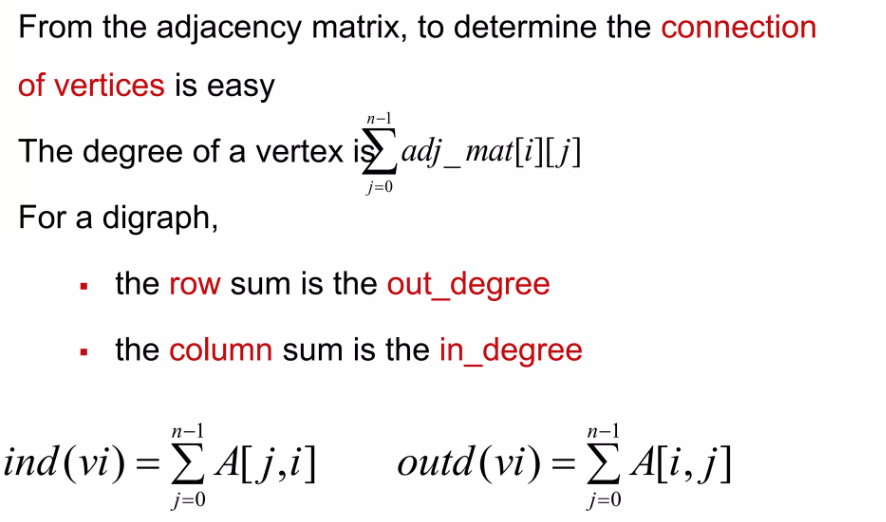 From the adjacency matrix, to determine the connection
of vertices is easy
The degree of a vertex is $\sum_{j=0}^{n-1} adj\_mat[i][j]$
For a digraph,
▪ the row sum is the out_degree
▪ the column sum is the in_degree
$ind(vi) = \sum_{j=0}^{n-1} A[j,i]$ $outd(vi) = \sum_{j=0}^{n-1} A[i,j]$